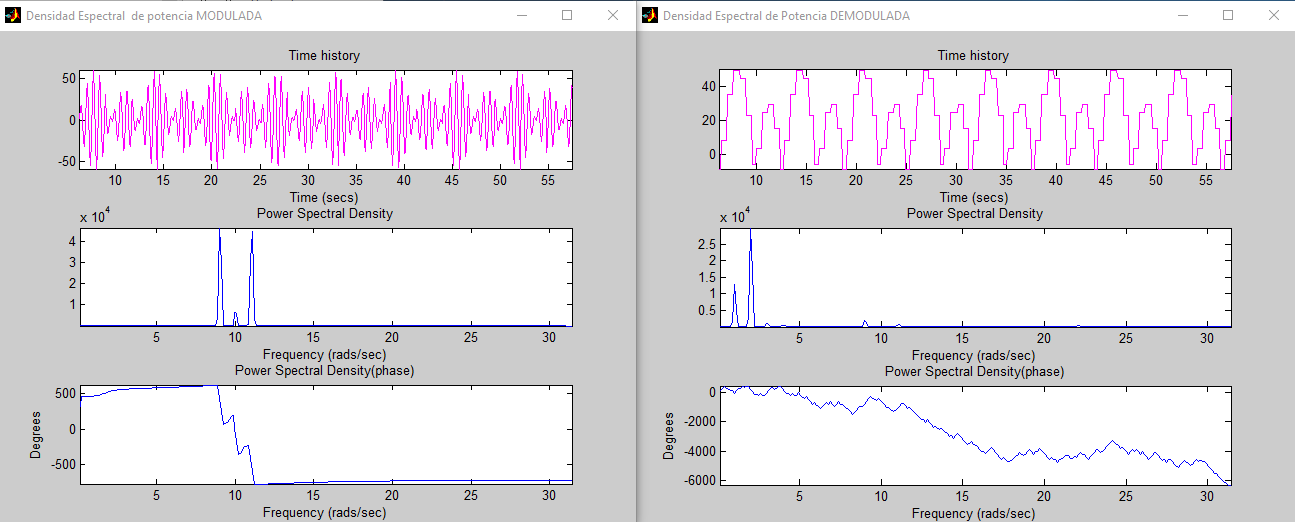 Densidad Espectral de potencia MODULADA
Time history
50
0
-50
10 15 20 25 30 35 40 45 50 55
Time (secs)
Power Spectral Density
x 10^4
4
3
2
1
5 10 15 20 25 30
Frequency (rads/sec)
Power Spectral Density(phase)
500
0
-500
Degrees
5 10 15 20 25 30
Frequency (rads/sec)
Densidad Espectral de Potencia DEMODULADA
Time history
40
20
0
10 15 20 25 30 35 40 45 50 55
Time (secs)
Power Spectral Density
x 10^4
2.5
2
1.5
1
0.5
5 10 15 20 25 30
Frequency (rads/sec)
Power Spectral Density(phase)
0
-2000
-4000
-6000
Degrees
5 10 15 20 25 30
Frequency (rads/sec)